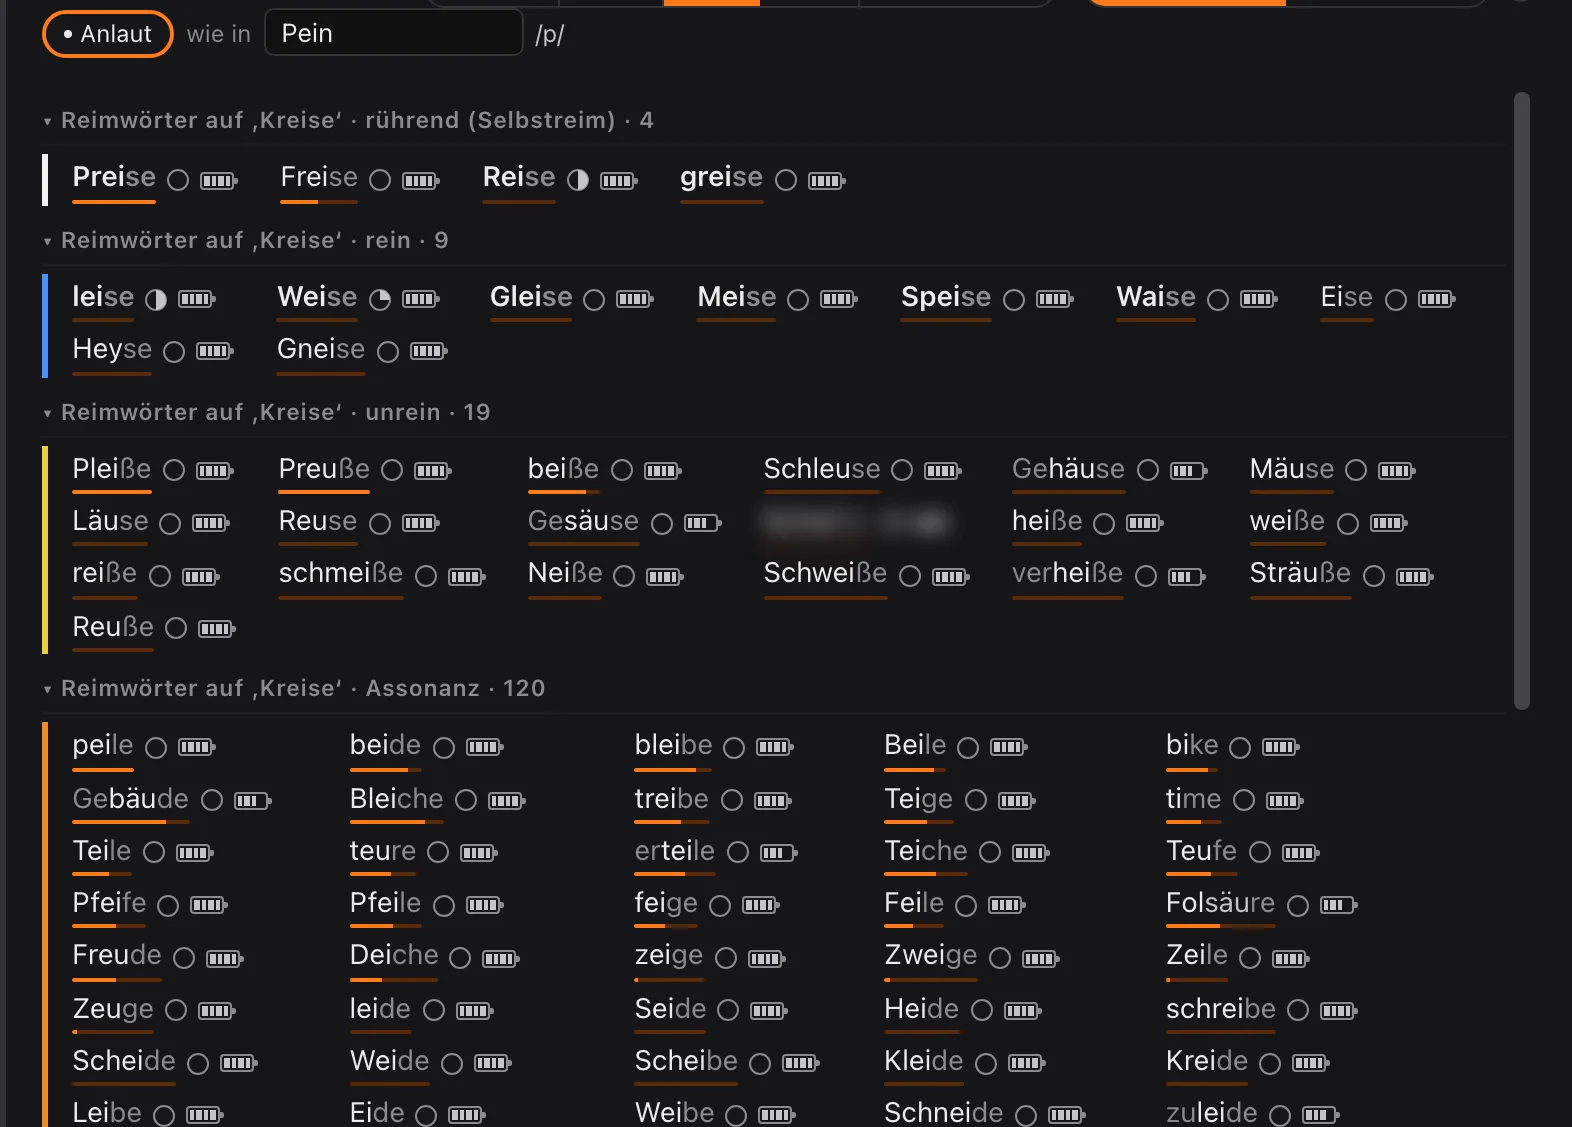 • Anlaut wie in Pein /p/
Reimwörter auf ‚Kreise‘ · rührend (Selbstreim) · 4
Preise Freise Reise greise
Reimwörter auf ‚Kreise‘ · rein · 9
leise Weise Gleise Meise Speise Waise Eise
Heyse Gneise
Reimwörter auf ‚Kreise‘ · unrein · 19
Pleiße Preuße beiße Schleuse Gehäuse Mäuse
Läuse Reuse Gesäuse heiße weiße
reiße schmeiße Neiße Schweiße verheiße Sträuße
Reuße
Reimwörter auf ‚Kreise‘ · Assonanz · 120
peile beide bleibe Beile bike
Gebäude Bleiche treibe Teige time
Teile teure erteile Teiche Teufe
Pfeife Pfeile feige Feile Folsäure
Freude Deiche zeige Zweige Zeile
Zeuge leide Seide Heide schreibe
Scheide Weide Scheibe Kleide Kreide
Leibe Eide Weibe Schneide zuleide